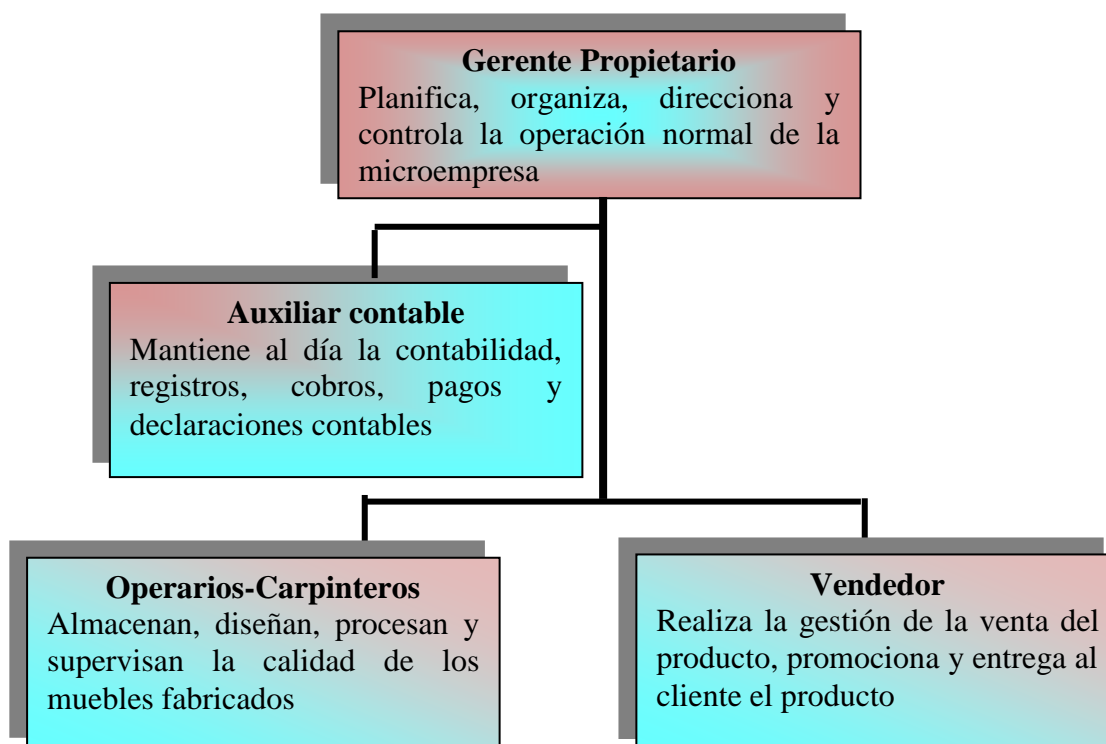 Gerente Propietario
Planifica, organiza, direcciona y
controla la operación normal de la
microempresa
Auxiliar contable
Mantiene al día la contabilidad,
registros, cobros, pagos y
declaraciones contables
Operarios-Carpinteros
Almacenan, diseñan, procesan y
supervisan la calidad de los
muebles fabricados
Vendedor
Realiza la gestión de la venta del
producto, promociona y entrega al
cliente el producto